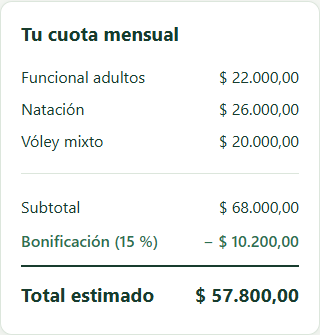 Tu cuota mensual
Funcional adultos $ 22.000,00
Natación $ 26.000,00
Vóley mixto $ 20.000,00
Subtotal $ 68.000,00
Bonificación (15 %) – $ 10.200,00
Total estimado $ 57.800,00